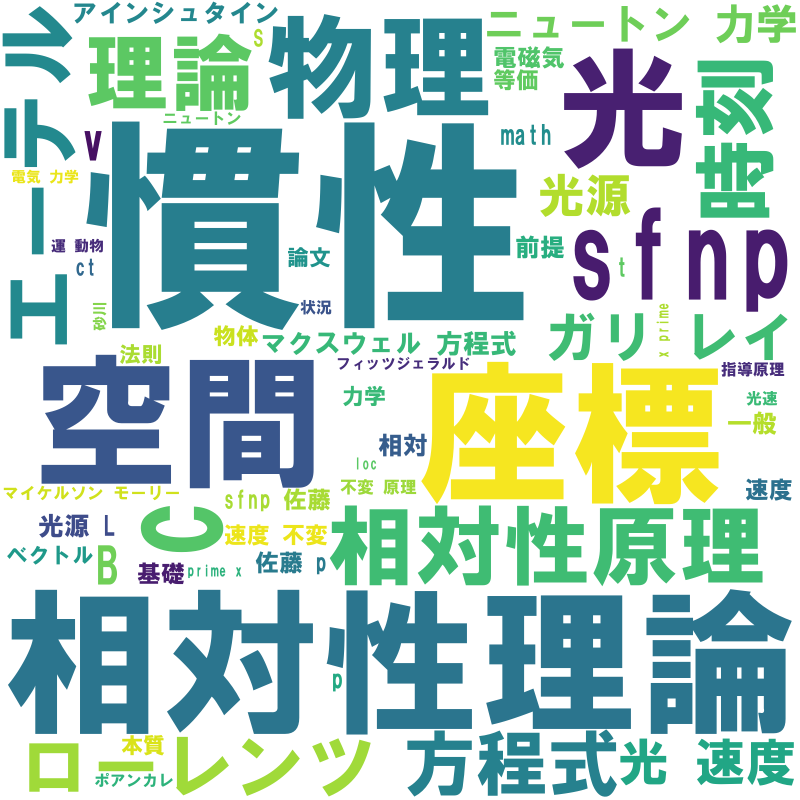 アインシュタイン
s
ニュートン 力学
エーテル
理論
物理
電磁気
等価
光
時刻
ニュートン
v
math
電気 力学
慣性
光源
運 動物
ct
論文
前提
sfnp
t
砂川
状況
物体
マクスウェル 方程式
ガリ レイ
x prime
法則
フィッツジェラルド
指導原理
空間
座標
力学
光速
一般
相対
loc
マイケルソン モーリー
sfnp 佐藤
不変 原理
速度
光源 L
C
速度 不変
相対性原理
ベクトル
B
基礎
prime x
佐藤 p
相対性理論
p
ローレンツ
本質
ポアンカレ
方程式
光 速度